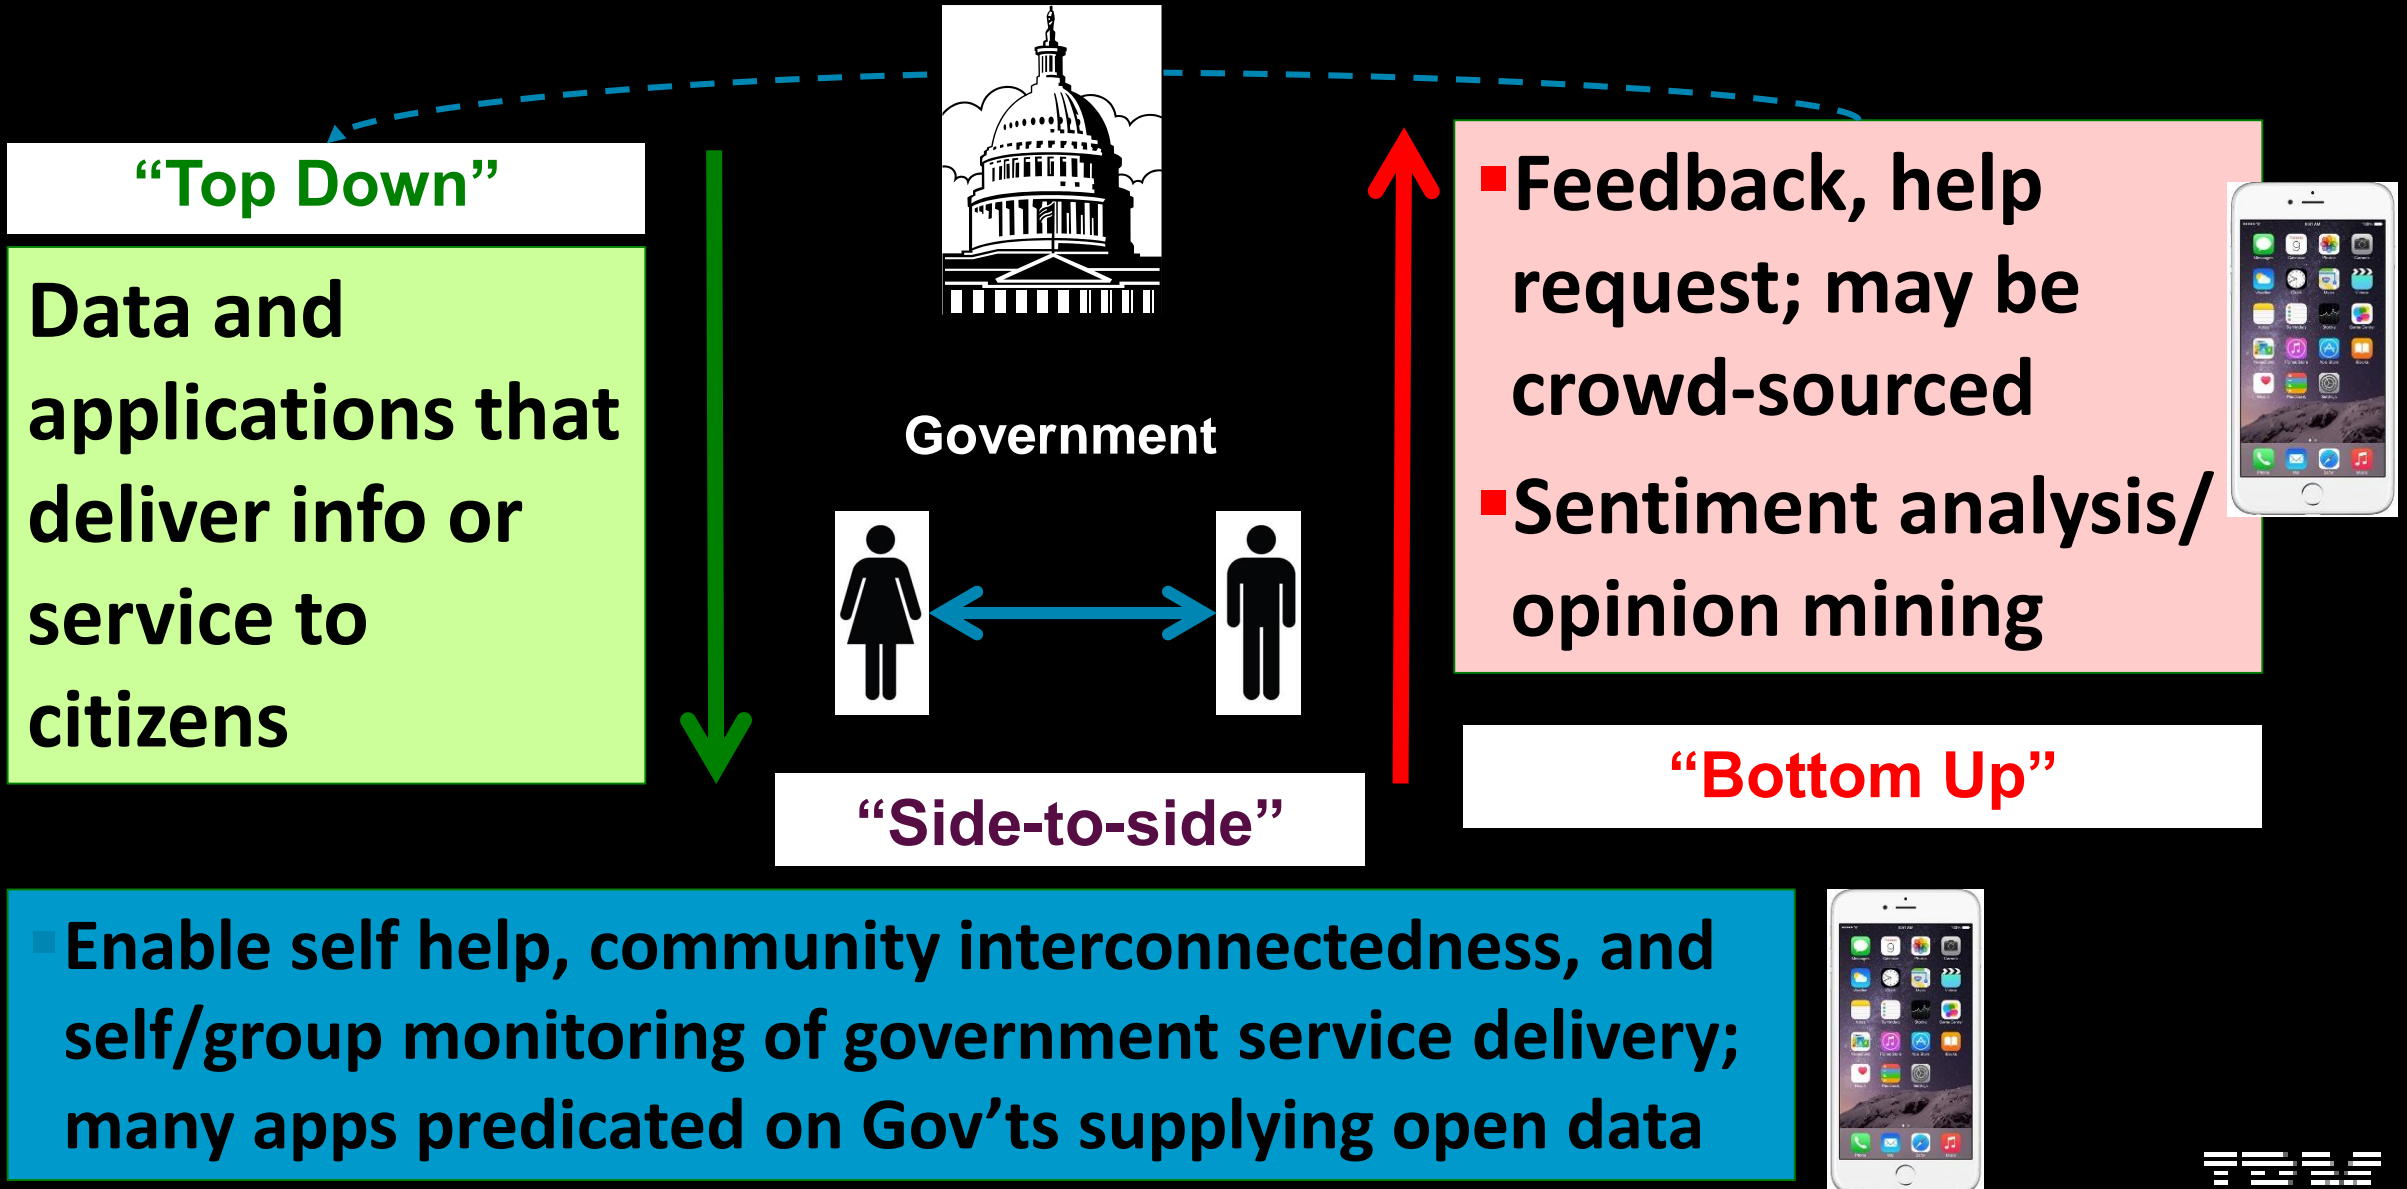 “Top Down”
Data and
applications that
deliver info or
service to
citizens
Government
“Side-to-side”
▪Feedback, help
request; may be
crowd-sourced
▪Sentiment analysis/
opinion mining
“Bottom Up”
▪Enable self help, community interconnectedness, and
self/group monitoring of government service delivery;
many apps predicated on Gov’ts supplying open data
IBM